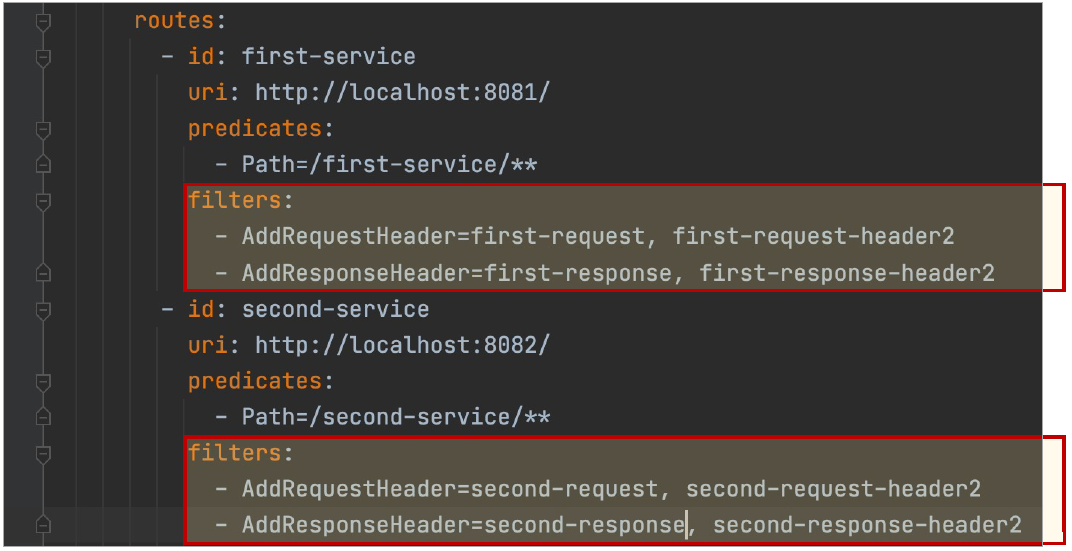 routes:
- id: first-service
uri: http://localhost:8081/
predicates:
- Path=/first-service/**
filters:
- AddRequestHeader=first-request, first-request-header2
- AddResponseHeader=first-response, first-response-header2
- id: second-service
uri: http://localhost:8082/
predicates:
- Path=/second-service/**
filters:
- AddRequestHeader=second-request, second-request-header2
- AddResponseHeader=second-response, second-response-header2